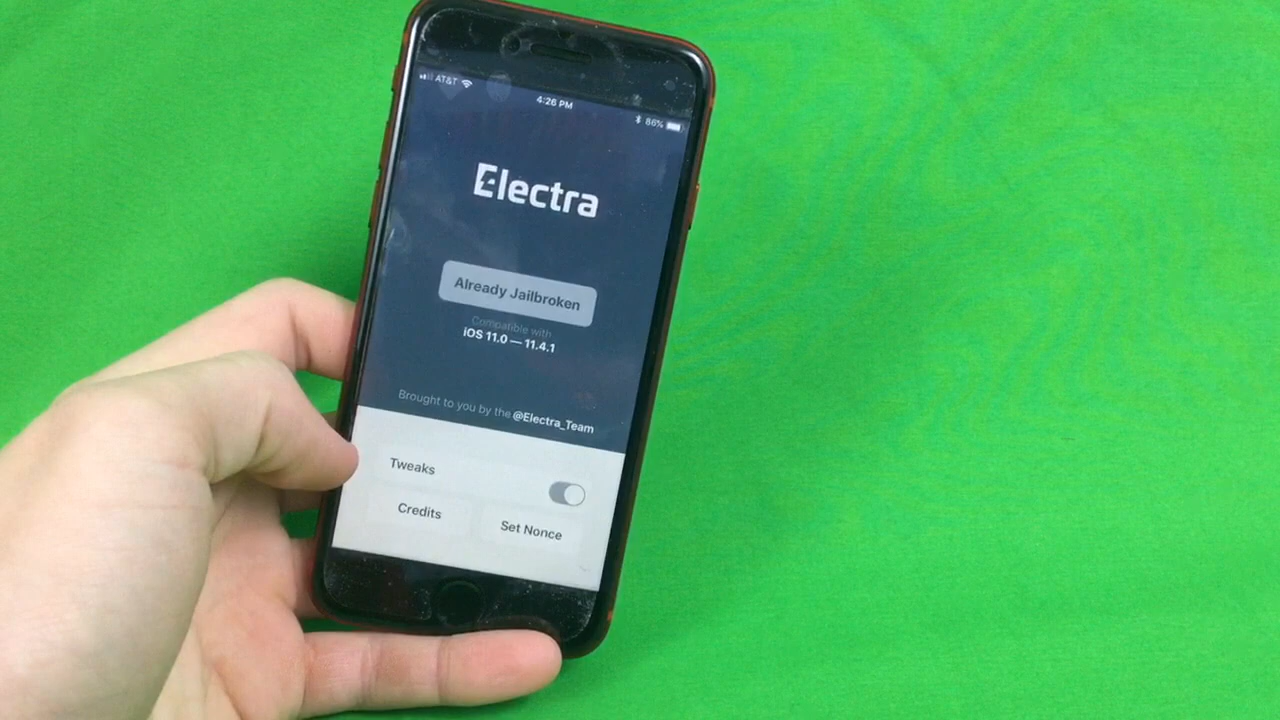 AT&T
4:26 PM
86%
Electra
Already Jailbroken
Compatible with
iOS 11.0 — 11.4.1
Brought to you by the @Electra_Team
Tweaks
Credits
Set Nonce